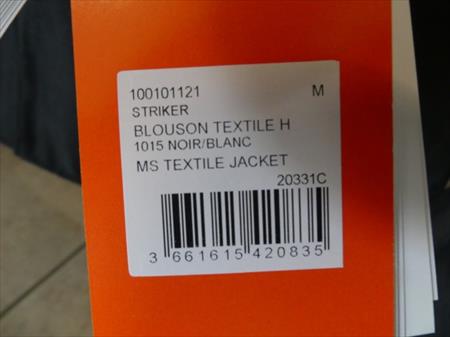 100101121 M
STRIKER
BLOUSON TEXTILE H
1015 NOIR/BLANC
MS TEXTILE JACKET
20331C
3 661615 420835